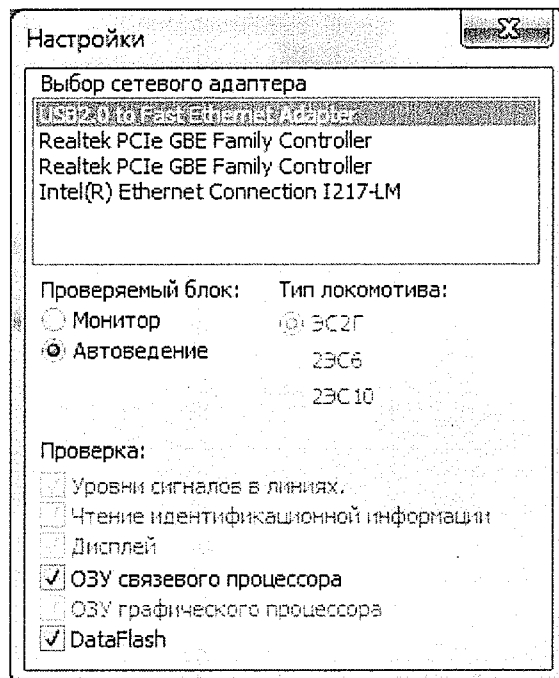 Настройки
Выбор сетевого адаптера
USB2.0 to Fast Ethernet Adapter
Realtek PCIe GBE Family Controller
Realtek PCIe GBE Family Controller
Intel(R) Ethernet Connection I217-LM
Проверяемый блок: Тип локомотива:
Монитор ЭС2Г
Автоведение 2ЭС6
2ЭС10
Проверка:
Уровни сигналов в линиях.
Чтение идентификационной информации
Дисплей
ОЗУ связевого процессора
ОЗУ графического процессора
DataFlash